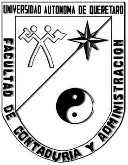 UNIVERSIDAD AUTONOMA DE QUERETARO
FACULTAD DE CONTADURIA Y ADMINISTRACION